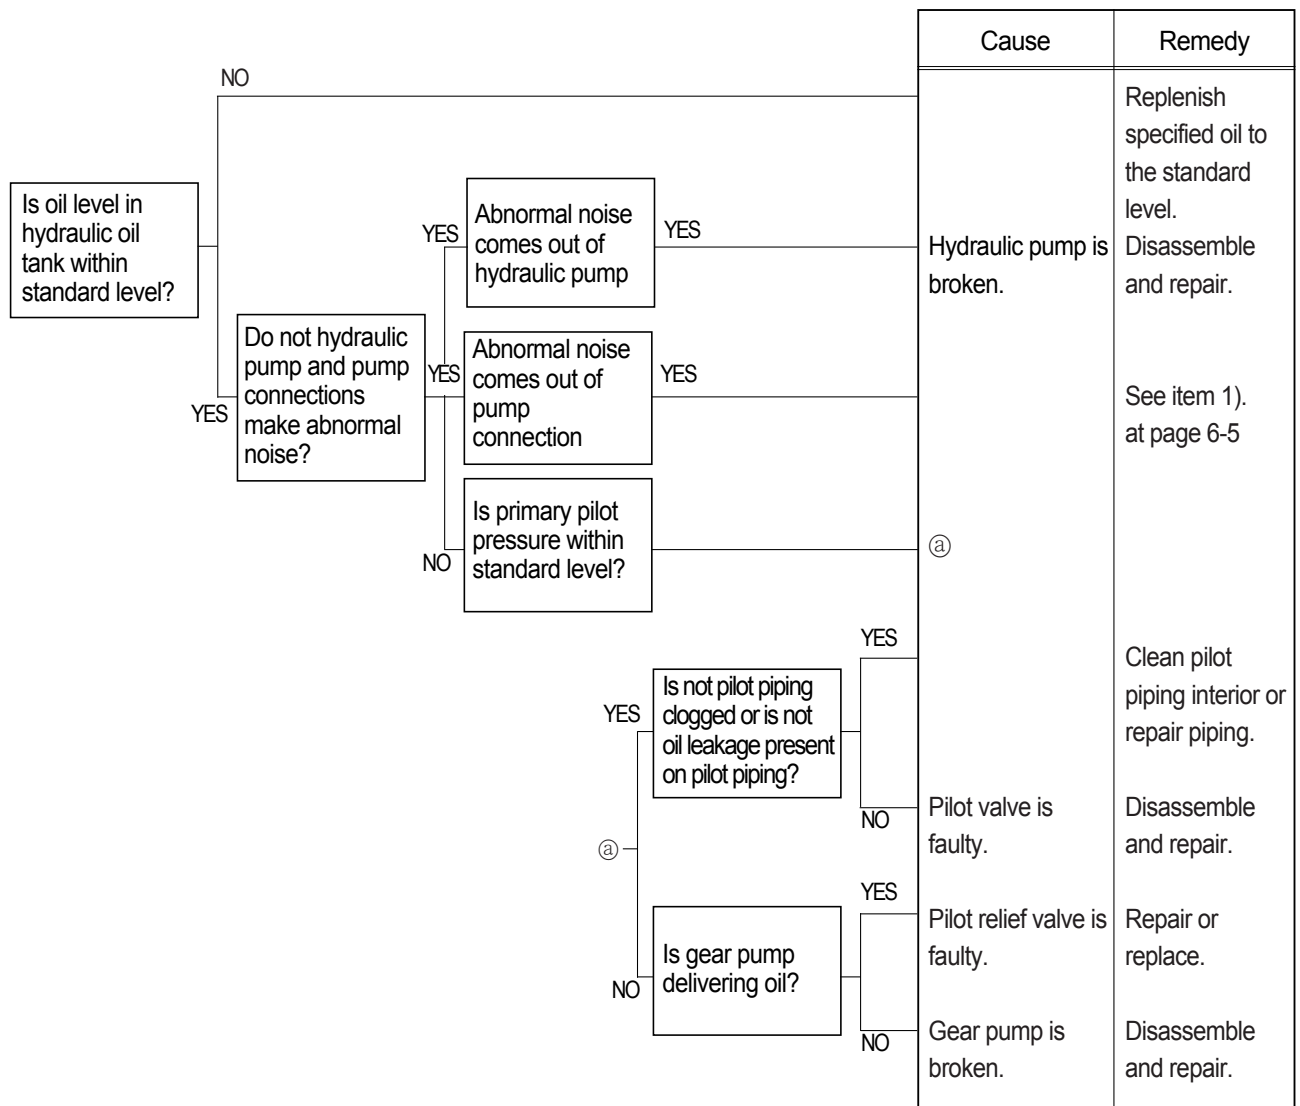 Cause
Remedy
NO
Replenish
specified oil to
the standard
level.
Is oil level in
hydraulic oil
tank within
standard level?
YES
Abnormal noise
comes out of
hydraulic pump
YES
Hydraulic pump is
broken.
Disassemble
and repair.
YES
Do not hydraulic
pump and pump
connections
make abnormal
noise?
YES
Abnormal noise
comes out of
pump
connection
YES
See item 1).
at page 6-5
NO
Is primary pilot
pressure within
standard level?
ⓐ
ⓐ
YES
Is not pilot piping
clogged or is not
oil leakage present
on pilot piping?
YES
Clean pilot
piping interior or
repair piping.
NO
Pilot valve is
faulty.
Disassemble
and repair.
NO
Is gear pump
delivering oil?
YES
Pilot relief valve is
faulty.
Repair or
replace.
NO
Gear pump is
broken.
Disassemble
and repair.